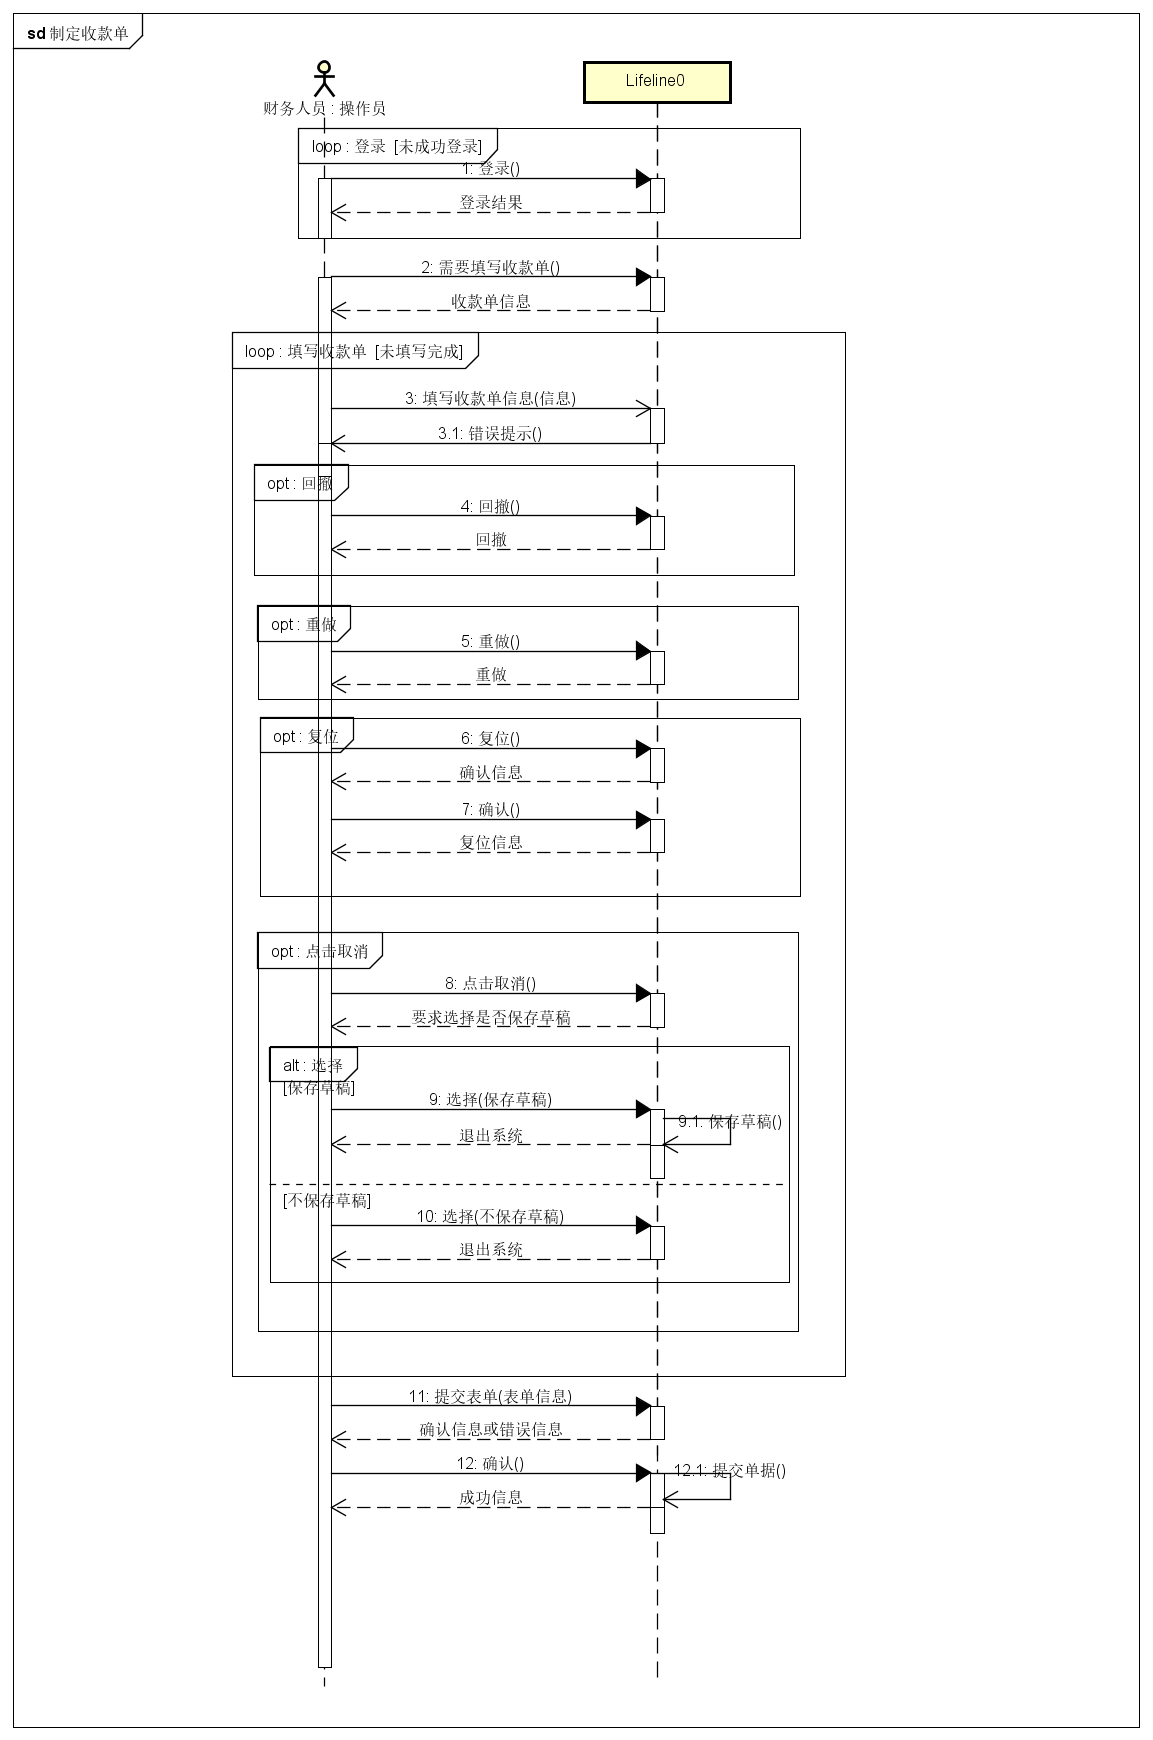 sd 制定收款单
Lifeline0
财务人员 : 操作员
loop : 登录 [未成功登录]
1: 登录()
登录结果
2: 需要填写收款单()
收款单信息
loop : 填写收款单 [未填写完成]
3: 填写收款单信息(信息)
3.1: 错误提示()
opt : 回撤
4: 回撤()
回撤
opt : 重做
5: 重做()
重做
opt : 复位
6: 复位()
确认信息
7: 确认()
复位信息
opt : 点击取消
8: 点击取消()
要求选择是否保存草稿
alt : 选择
[保存草稿]
9: 选择(保存草稿)
9.1: 保存草稿()
退出系统
[不保存草稿]
10: 选择(不保存草稿)
退出系统
11: 提交表单(表单信息)
确认信息或错误信息
12: 确认()
12.1: 提交单据()
成功信息